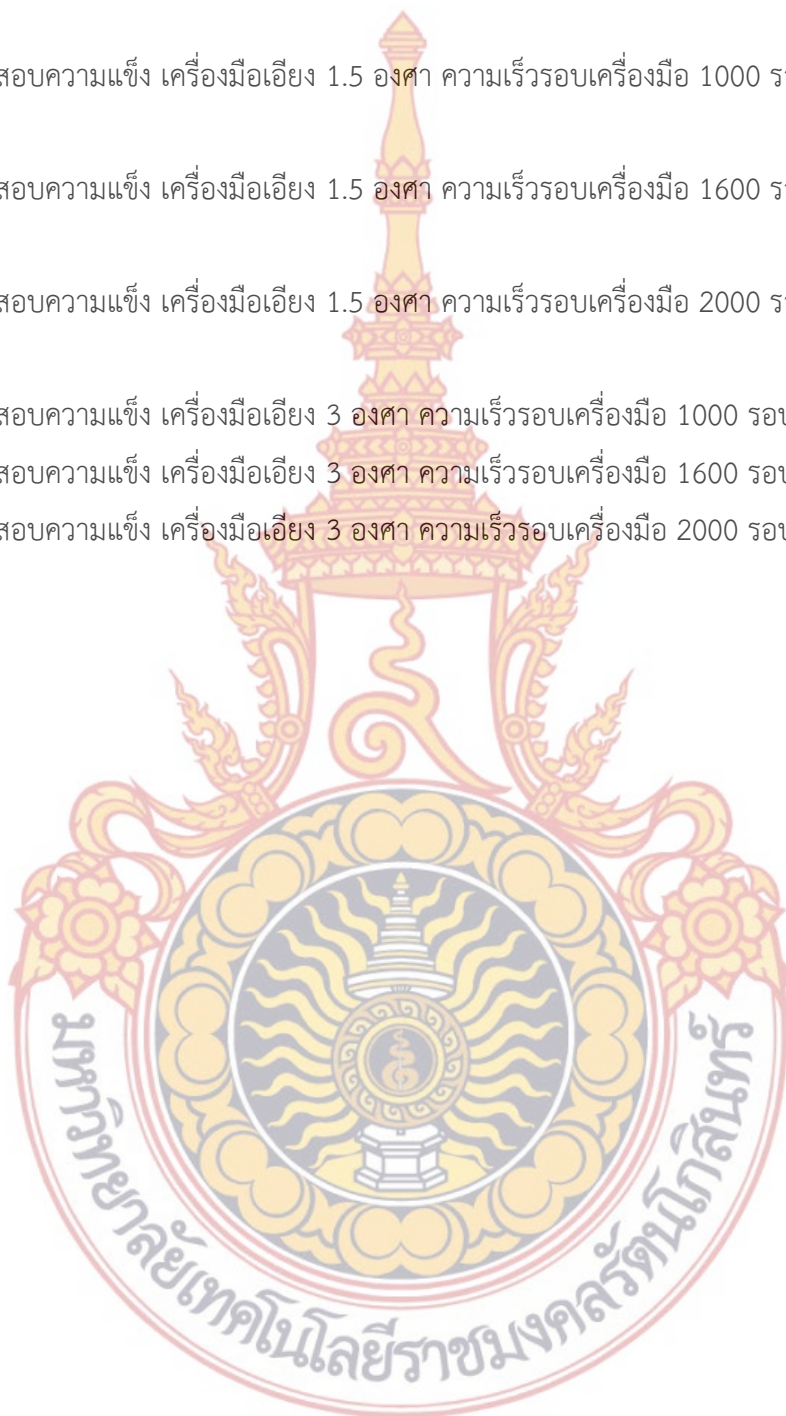 สอบความแข็ง เครื่องมือเอียง 1.5 องศา ความเร็วรอบเครื่องมือ 1000
สอบความแข็ง เครื่องมือเอียง 1.5 องศา ความเร็วรอบเครื่องมือ 1600
สอบความแข็ง เครื่องมือเอียง 1.5 องศา ความเร็วรอบเครื่องมือ 2000
สอบความแข็ง เครื่องมือเอียง 3 องศา ความเร็วรอบเครื่องมือ 1000 รอบ
สอบความแข็ง เครื่องมือเอียง 3 องศา ความเร็วรอบเครื่องมือ 1600 รอบ
สอบความแข็ง เครื่องมือเอียง 3 องศา ความเร็วรอบเครื่องมือ 2000 รอบ
มหาวิทยาลัยเทคโนโลยีราชมงคลรัตนโกสินทร์